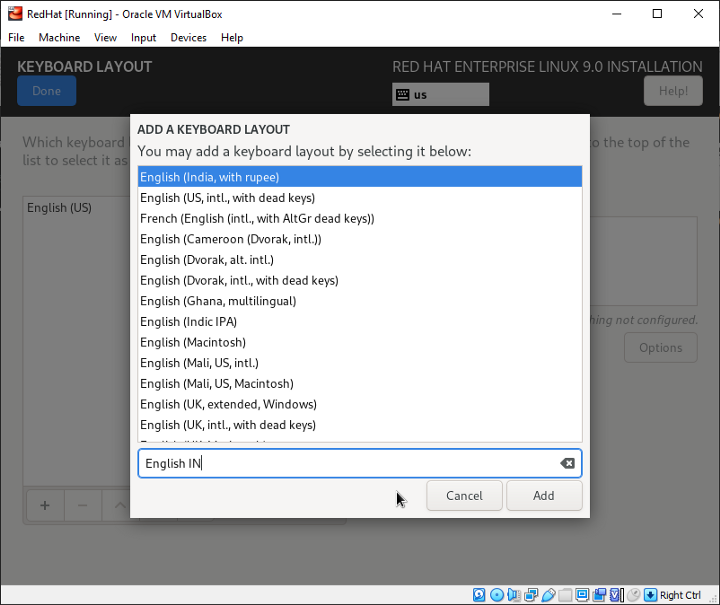 RedHat [Running] - Oracle VM VirtualBox
File Machine View Input Devices Help
KEYBOARD LAYOUT
RED HAT ENTERPRISE LINUX 9.0 INSTALLATION
Done
us
Help!
Which keyboard
to the top of the
list to select it as
English (US)
ADD A KEYBOARD LAYOUT
You may add a keyboard layout by selecting it below:
English (India, with rupee)
English (US, intl., with dead keys)
French (English (intl., with AltGr dead keys))
English (Cameroon (Dvorak, intl.))
English (Dvorak, alt. intl.)
English (Dvorak, intl., with dead keys)
English (Ghana, multilingual)
English (Indic IPA)
English (Macintosh)
English (Mali, US, intl.)
English (Mali, US, Macintosh)
English (UK, extended, Windows)
English (UK, intl., with dead keys)
English IN
Cancel
Add
hing not configured.
Options
Right Ctrl